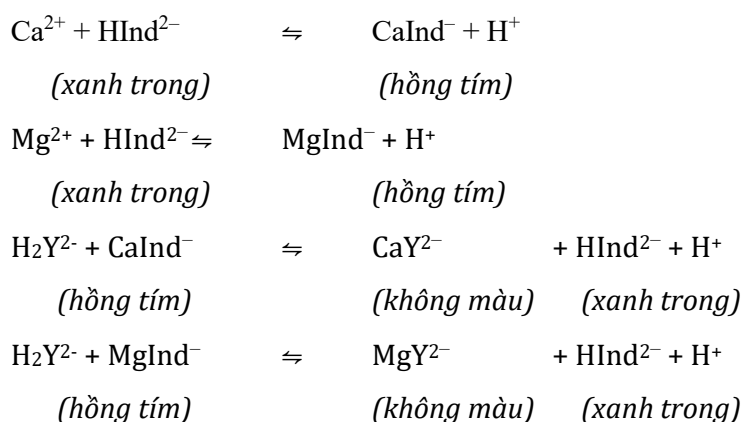 Ca²⁺ + HInd²⁻ ⇋ CaInd⁻ + H⁺
(xanh trong) (hồng tím)
Mg²⁺ + HInd²⁻ ⇋ MgInd⁻ + H⁺
(xanh trong) (hồng tím)
H₂Y²⁻ + CaInd⁻ ⇋ CaY²⁻ + HInd²⁻ + H⁺
(hồng tím) (không màu) (xanh trong)
H₂Y²⁻ + MgInd⁻ ⇋ MgY²⁻ + HInd²⁻ + H⁺
(hồng tím) (không màu) (xanh trong)